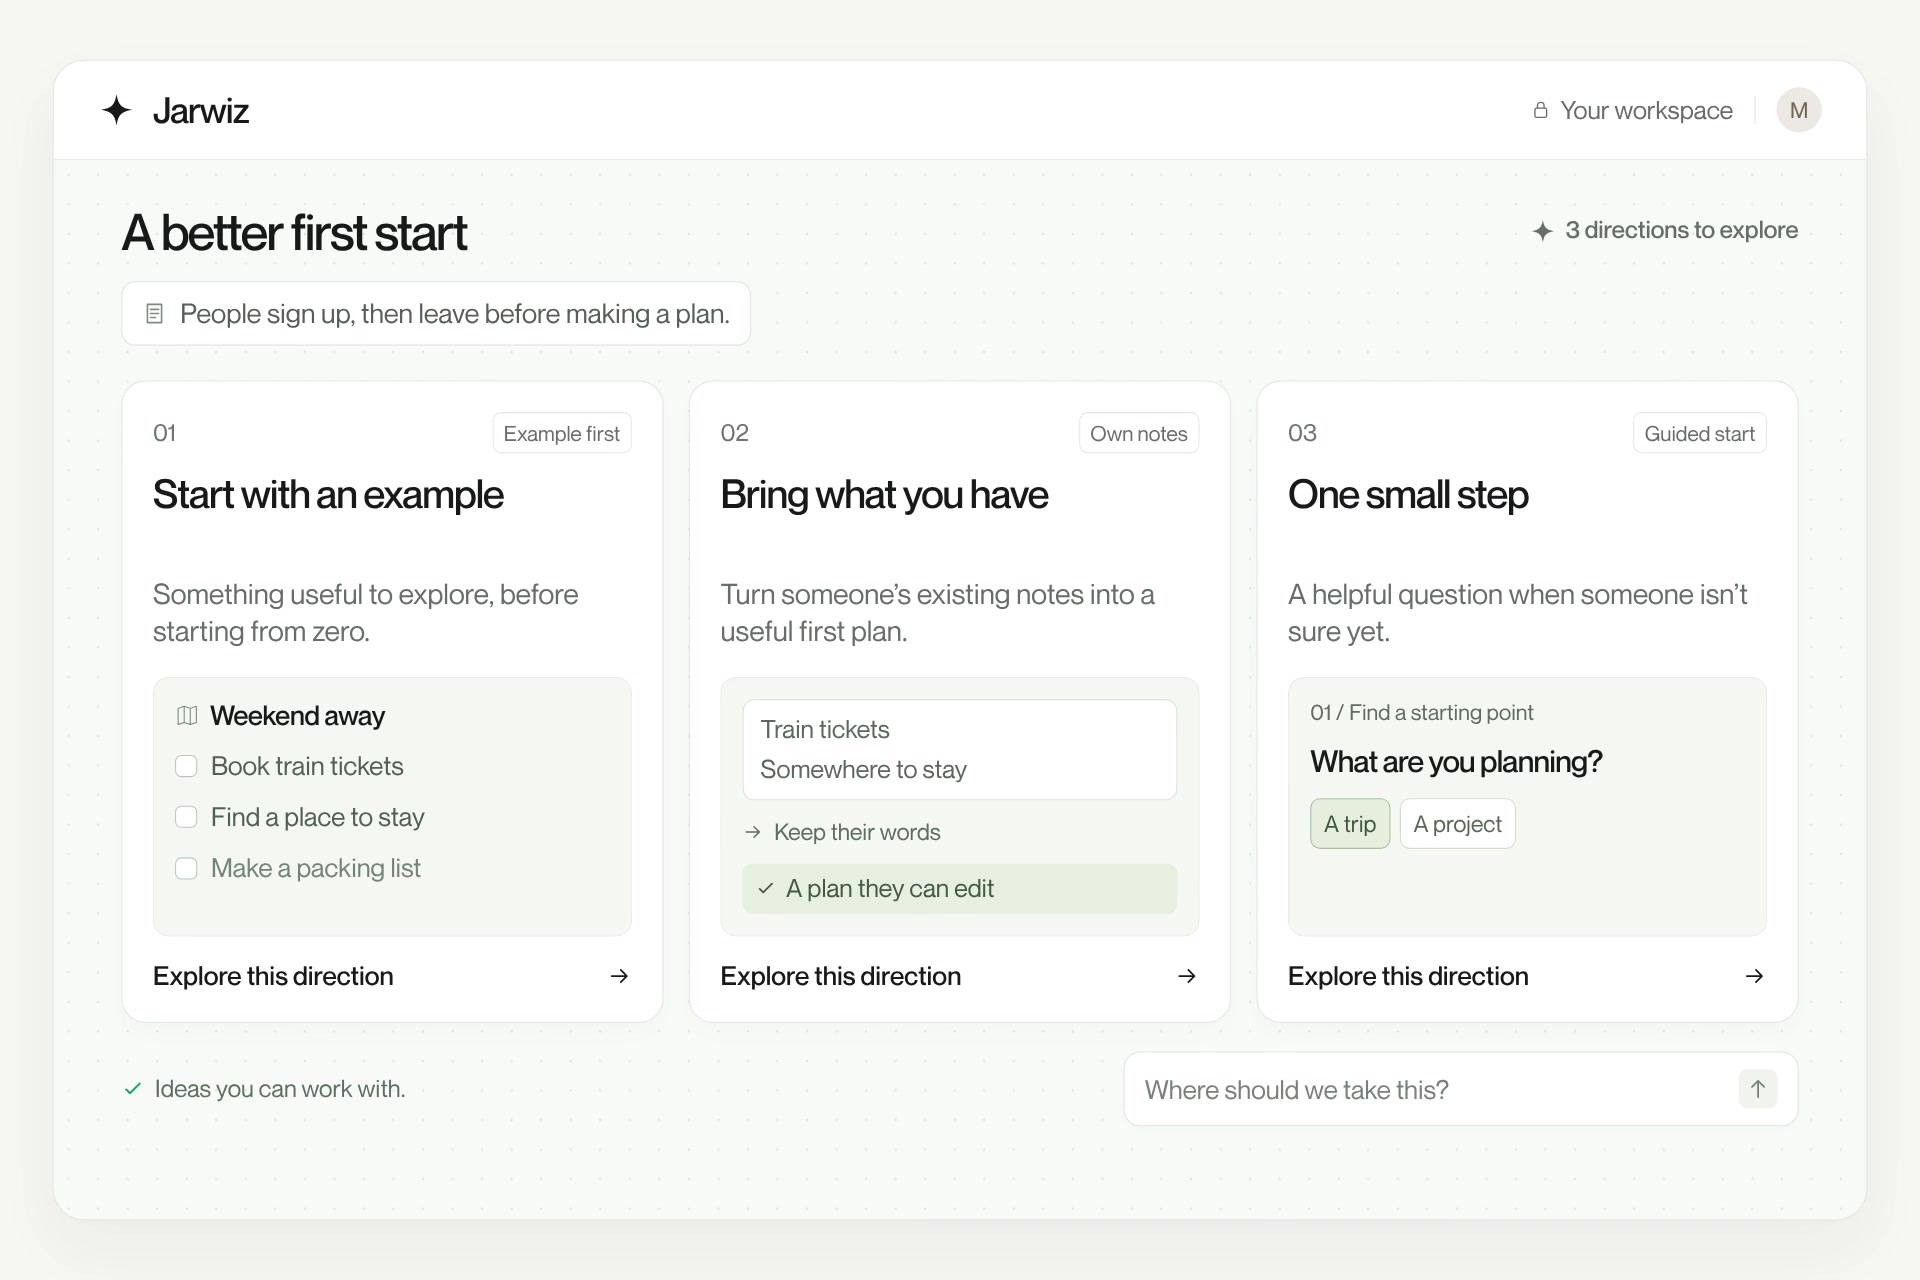 Jarwiz
Your workspace
M
A better first start
3 directions to explore
People sign up, then leave before making a plan.
01
Example first
Start with an example
Something useful to explore, before
starting from zero.
Weekend away
Book train tickets
Find a place to stay
Make a packing list
Explore this direction
02
Own notes
Bring what you have
Turn someone’s existing notes into a
useful first plan.
Train tickets
Somewhere to stay
Keep their words
A plan they can edit
Explore this direction
03
Guided start
One small step
A helpful question when someone isn’t
sure yet.
01 / Find a starting point
What are you planning?
A trip
A project
Explore this direction
Ideas you can work with.
Where should we take this?